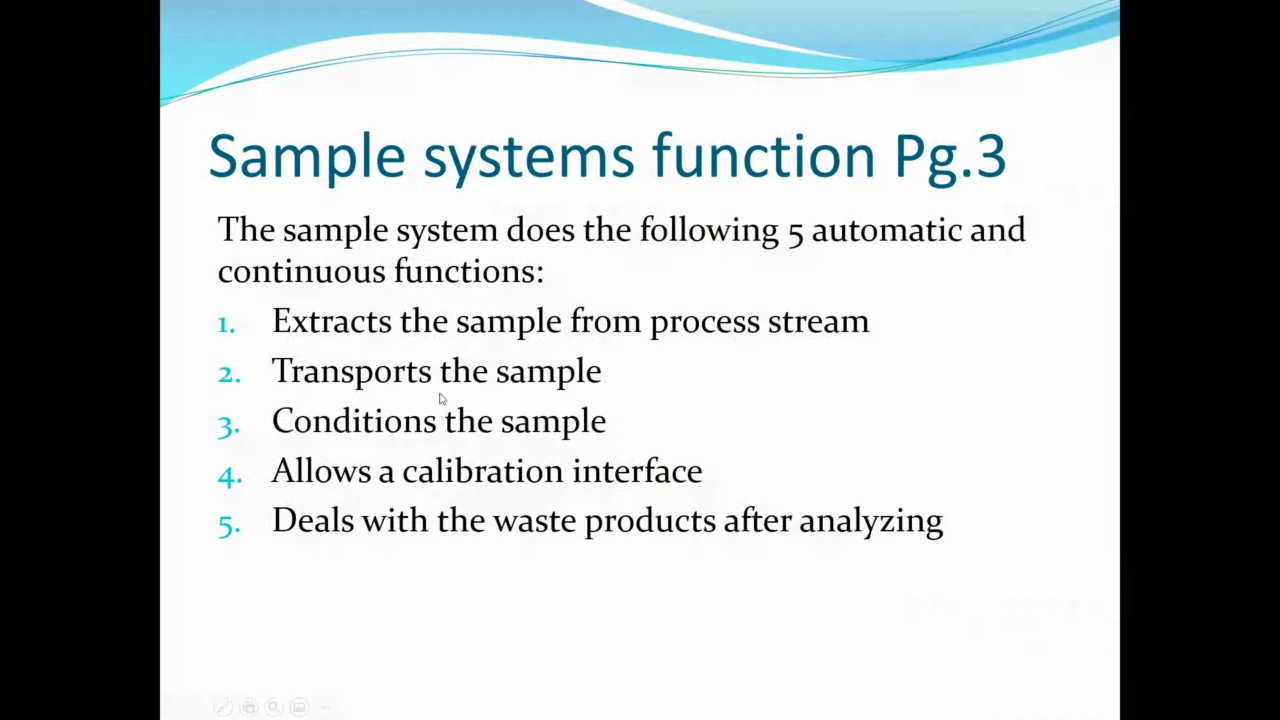 Sample systems function Pg.3
The sample system does the following 5 automatic and
continuous functions:
1. Extracts the sample from process stream
2. Transports the sample
3. Conditions the sample
4. Allows a calibration interface
5. Deals with the waste products after analyzing